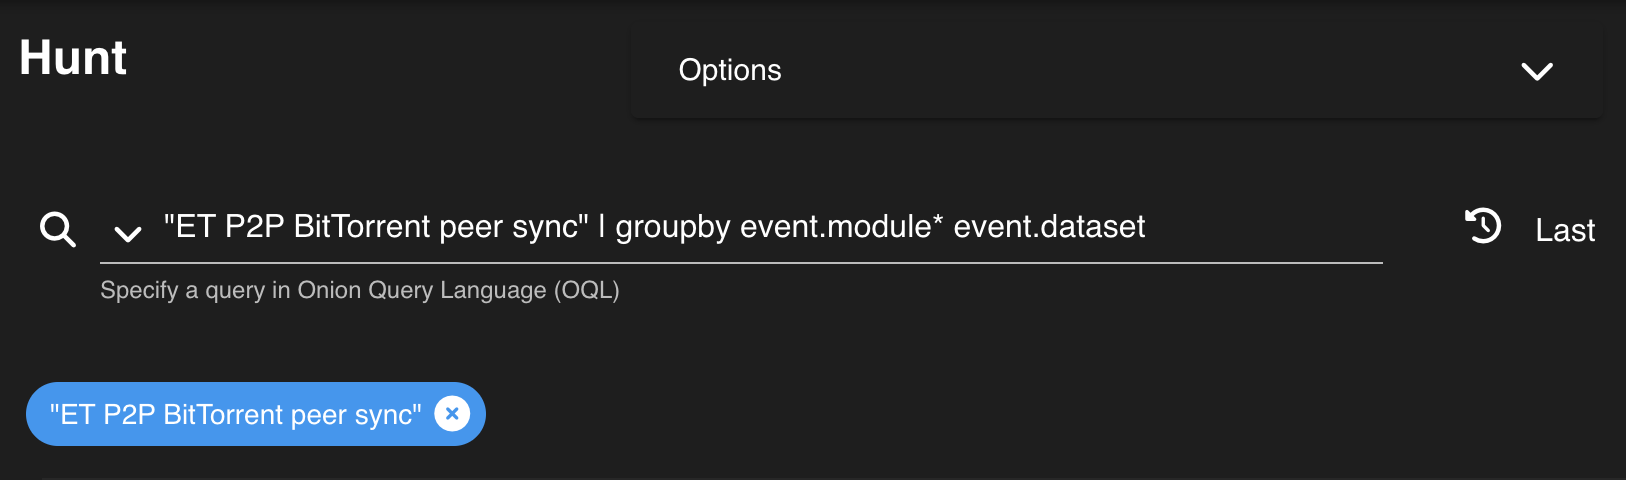 Hunt
Options
"ET P2P BitTorrent peer sync" | groupby event.module* event.dataset
Last
Specify a query in Onion Query Language (OQL)
"ET P2P BitTorrent peer sync"